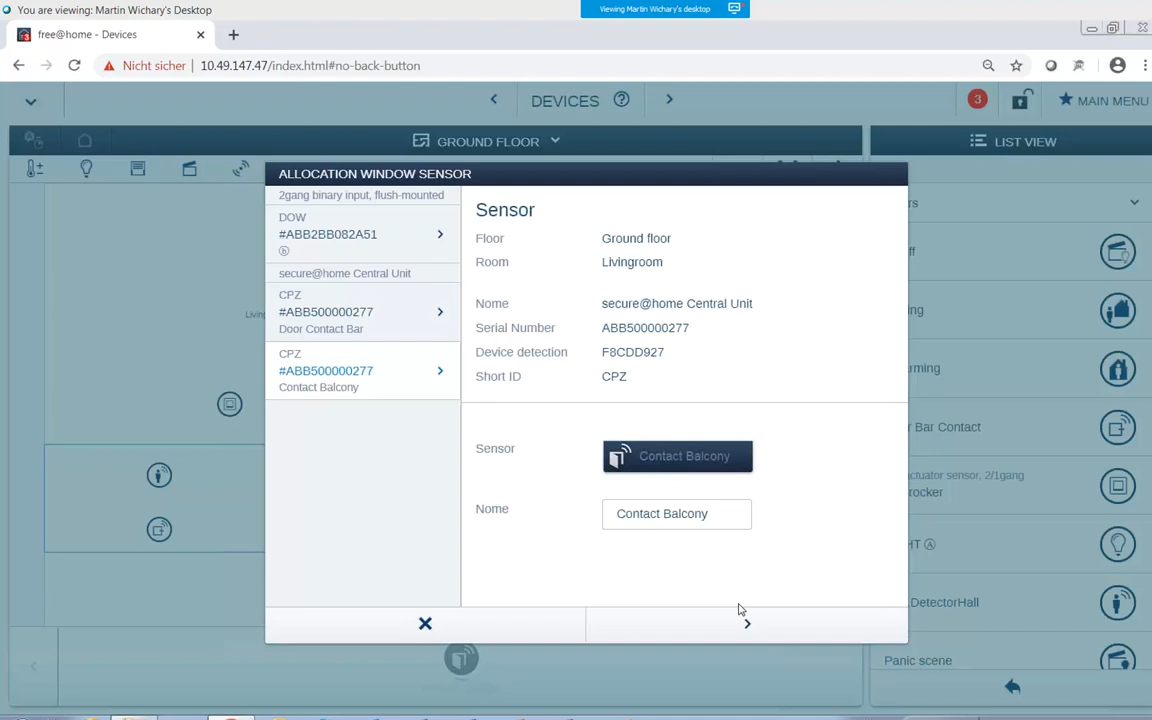 You are viewing: Martin Wichary's desktop
Viewing Martin Wichary's desktop
free@home - Devices
Nicht sicher
10.49.147.47/index.html#no-back-button
DEVICES
3
MAIN MENU
GROUND FLOOR
LIST VIEW
ALLOCATION WINDOW SENSOR
2gang binary input, flush-mounted
DOW
#ABB2BB082A51
ⓑ
secure@home Central Unit
CPZ
#ABB500000277
Door Contact Bar
CPZ
#ABB500000277
Contact Balcony
Sensor
Floor
Ground floor
Room
Livingroom
Nome
secure@home Central Unit
Serial Number
ABB500000277
Device detection
F8CDD927
Short ID
CPZ
Sensor
Contact Balcony
Nome
Contact Balcony
Bar Contact
actuator sensor, 2/1gang
rocker
Ⓐ
DetectorHall
Panic scene